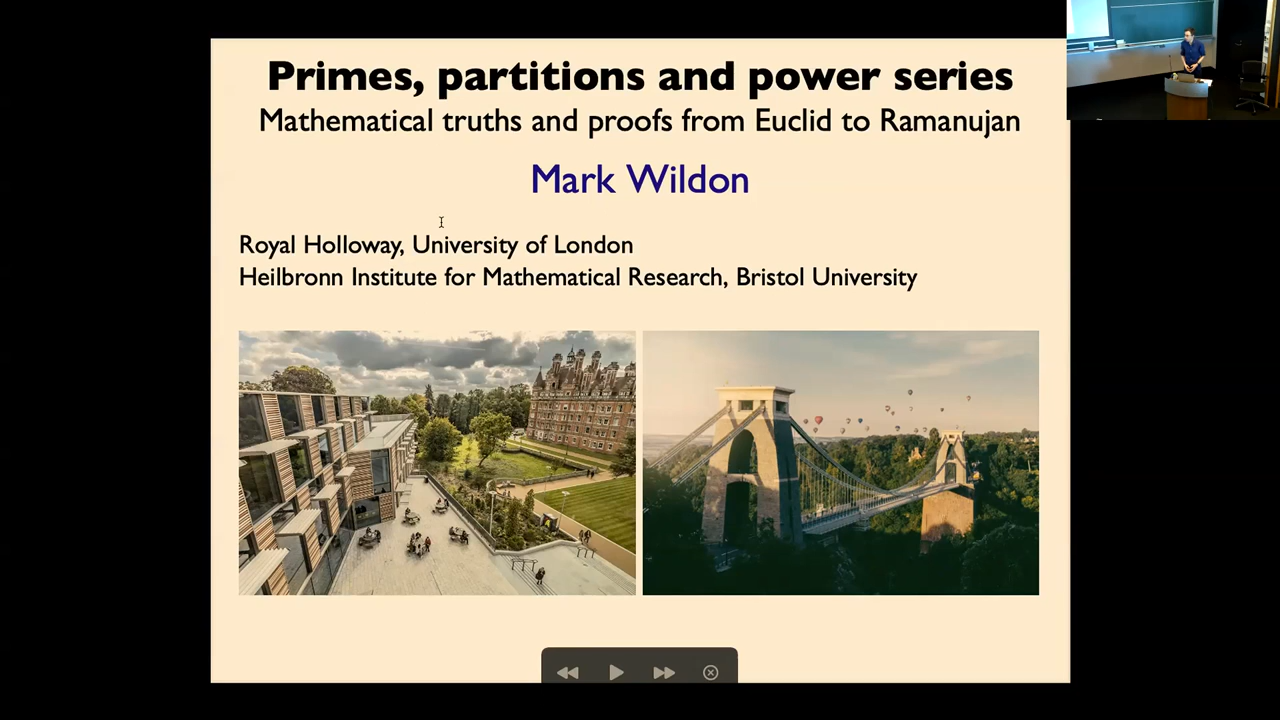 Primes, partitions and power series
Mathematical truths and proofs from Euclid to Ramanujan
Mark Wildon
Royal Holloway, University of London
Heilbronn Institute for Mathematical Research, Bristol University